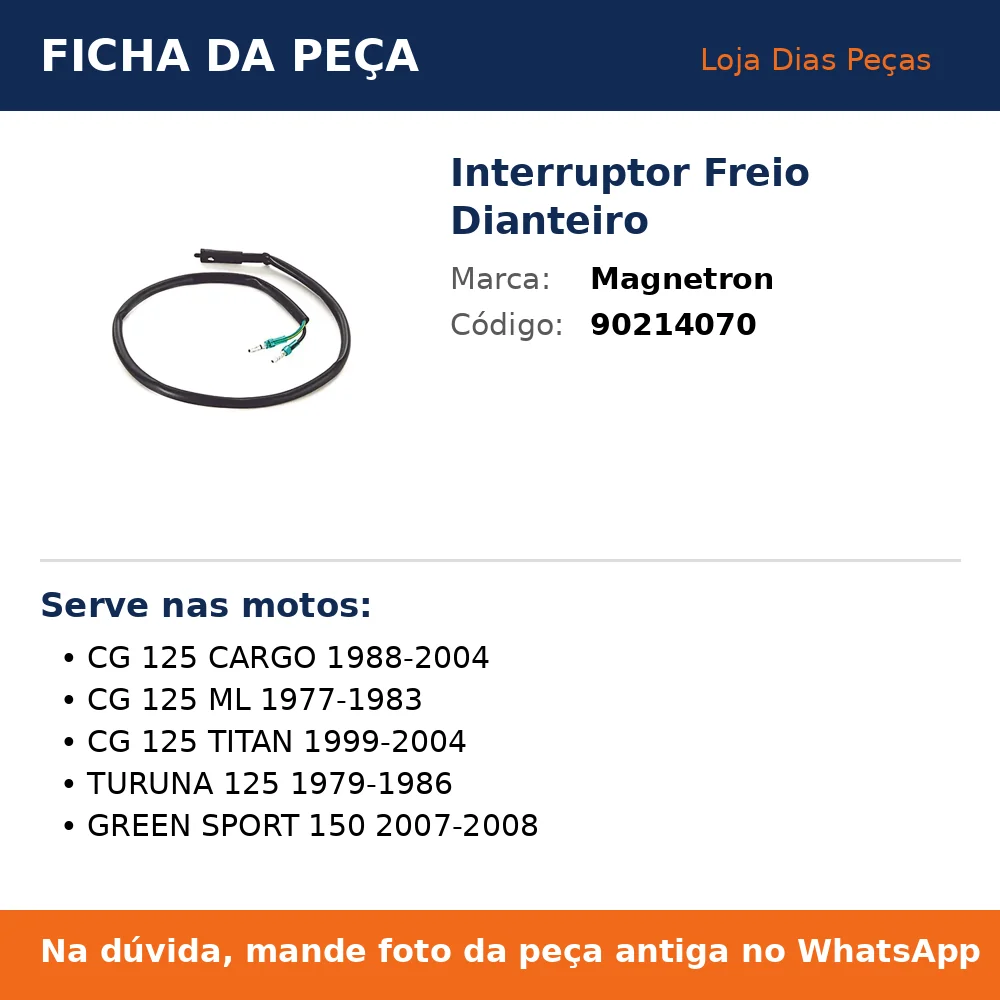 FICHA DA PEÇA
Loja Dias Peças
Interruptor Freio
Dianteiro
Marca: Magnetron
Código: 90214070
Serve nas motos:
• CG 125 CARGO 1988-2004
• CG 125 ML 1977-1983
• CG 125 TITAN 1999-2004
• TURUNA 125 1979-1986
• GREEN SPORT 150 2007-2008
Na dúvida, mande foto da peça antiga no WhatsApp